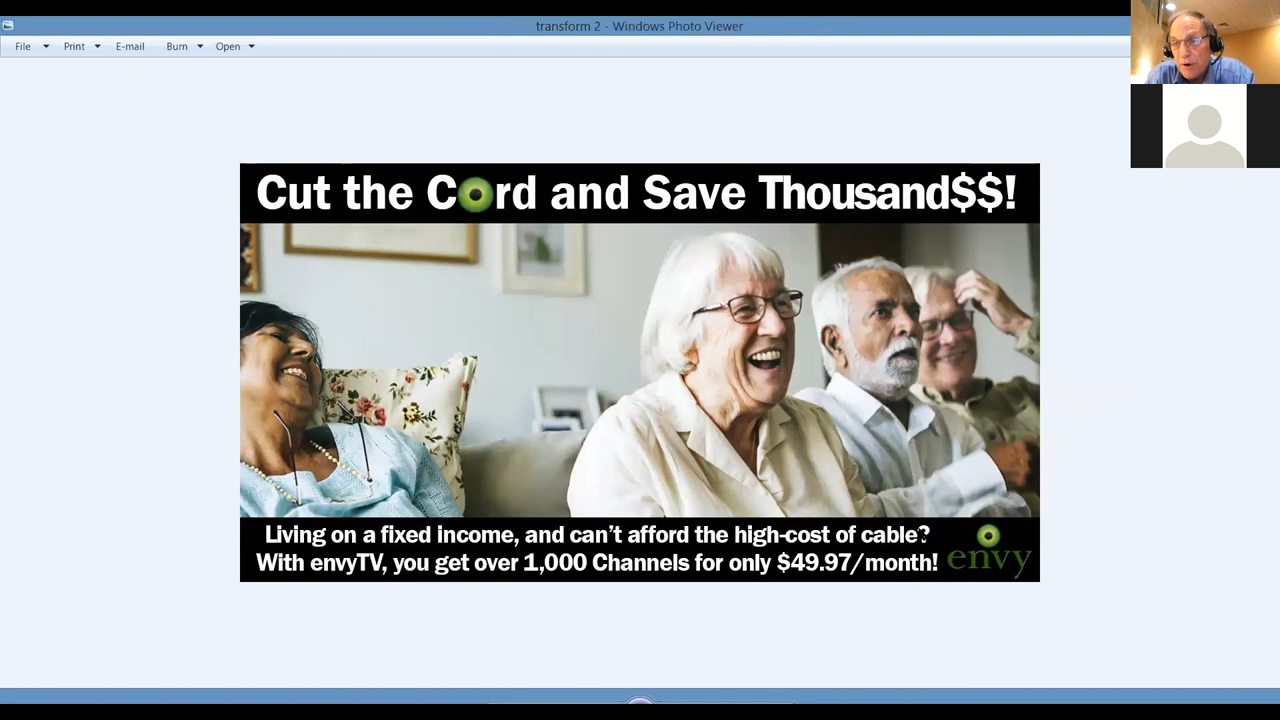 transform 2 - Windows Photo Viewer
File Print E-mail Burn Open
Cut the Cord and Save Thousand$$!
Living on a fixed income, and can't afford the high-cost of cable?
With envyTV, you get over 1,000 Channels for only $49.97/month!
envy